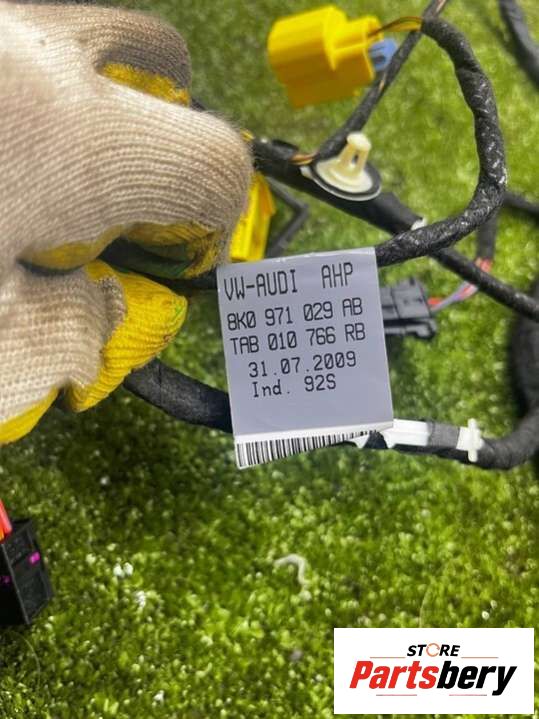 VW-AUDI AHP
8K0 971 029 AB
TAB 010 766 RB
31.07.2009
Ind. 92S
STORE
Partsbery